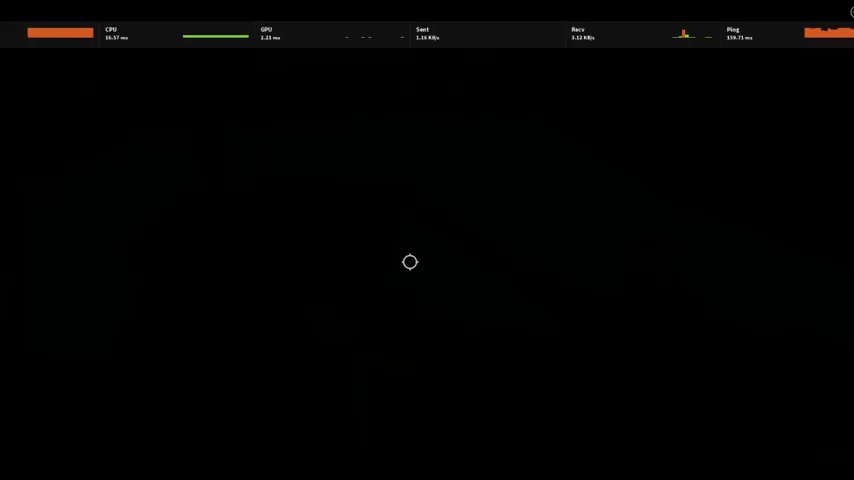 CPU
16.57 ms
GPU
2.21 ms
Sent
1.16 KB/s
Recv
3.12 KB/s
Ping
159.71 ms